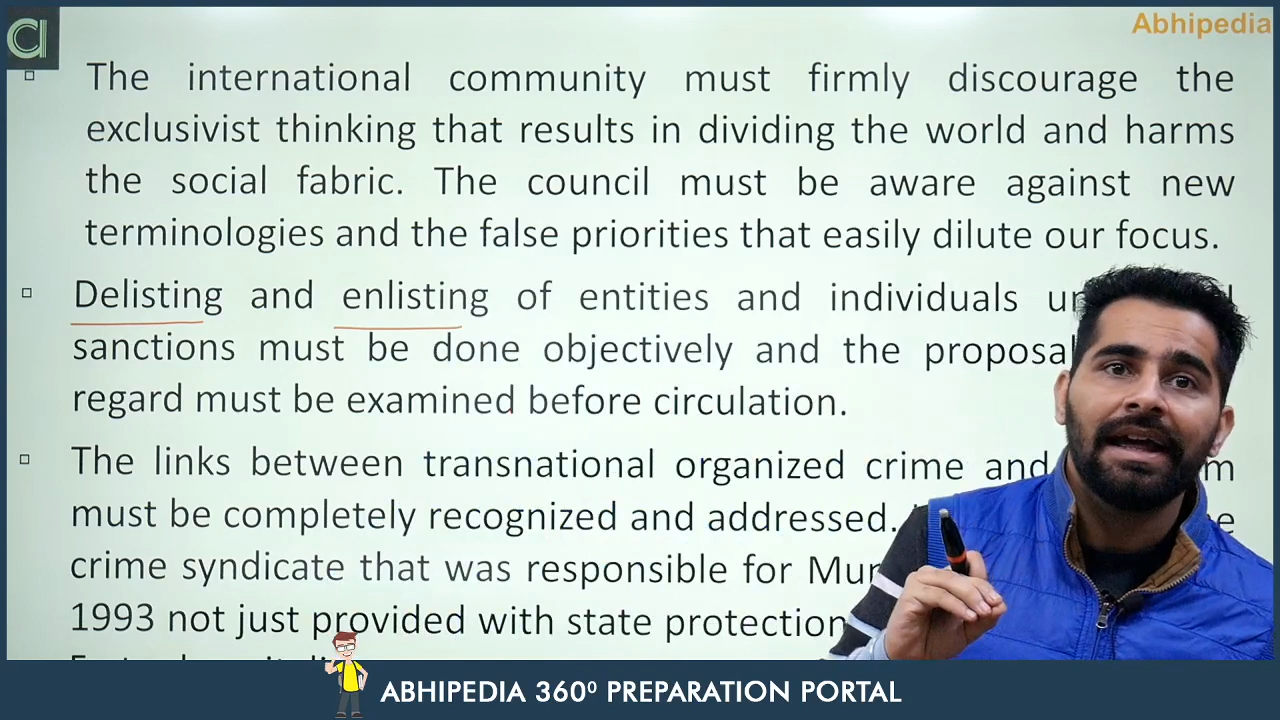 Abhipedia
The international community must firmly discourage the
exclusivist thinking that results in dividing the world and harms
the social fabric. The council must be aware against new
terminologies and the false priorities that easily dilute our focus.
Delisting and enlisting of entities and individuals
sanctions must be done objectively and the
regard must be examined before circulation.
The links between transnational organized crime and
must be completely recognized and addressed.
crime syndicate that was responsible for
1993 not just provided with state protection
ABHIPEDIA 360⁰ PREPARATION PORTAL